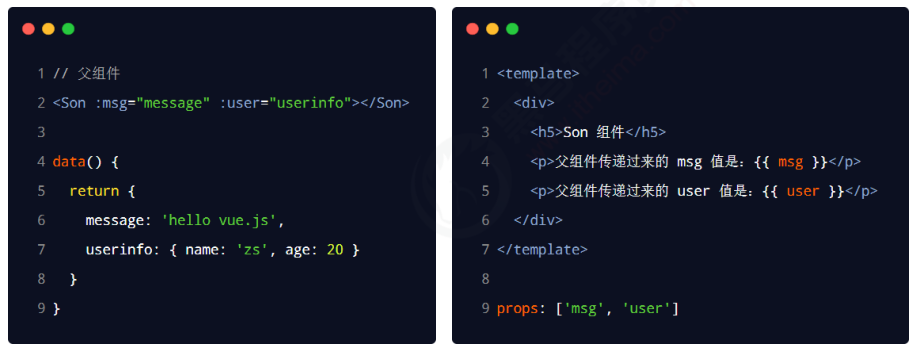 1 // 父组件
2 <Son :msg="message" :user="userinfo"></Son>
3
4 data() {
5   return {
6     message: 'hello vue.js',
7     userinfo: { name: 'zs', age: 20 }
8   }
9 }
1 <template>
2   <div>
3     <h5>Son 组件</h5>
4     <p>父组件传递过来的 msg 值是：{{ msg }}</p>
5     <p>父组件传递过来的 user 值是：{{ user }}</p>
6   </div>
7 </template>
8
9 props: ['msg', 'user']